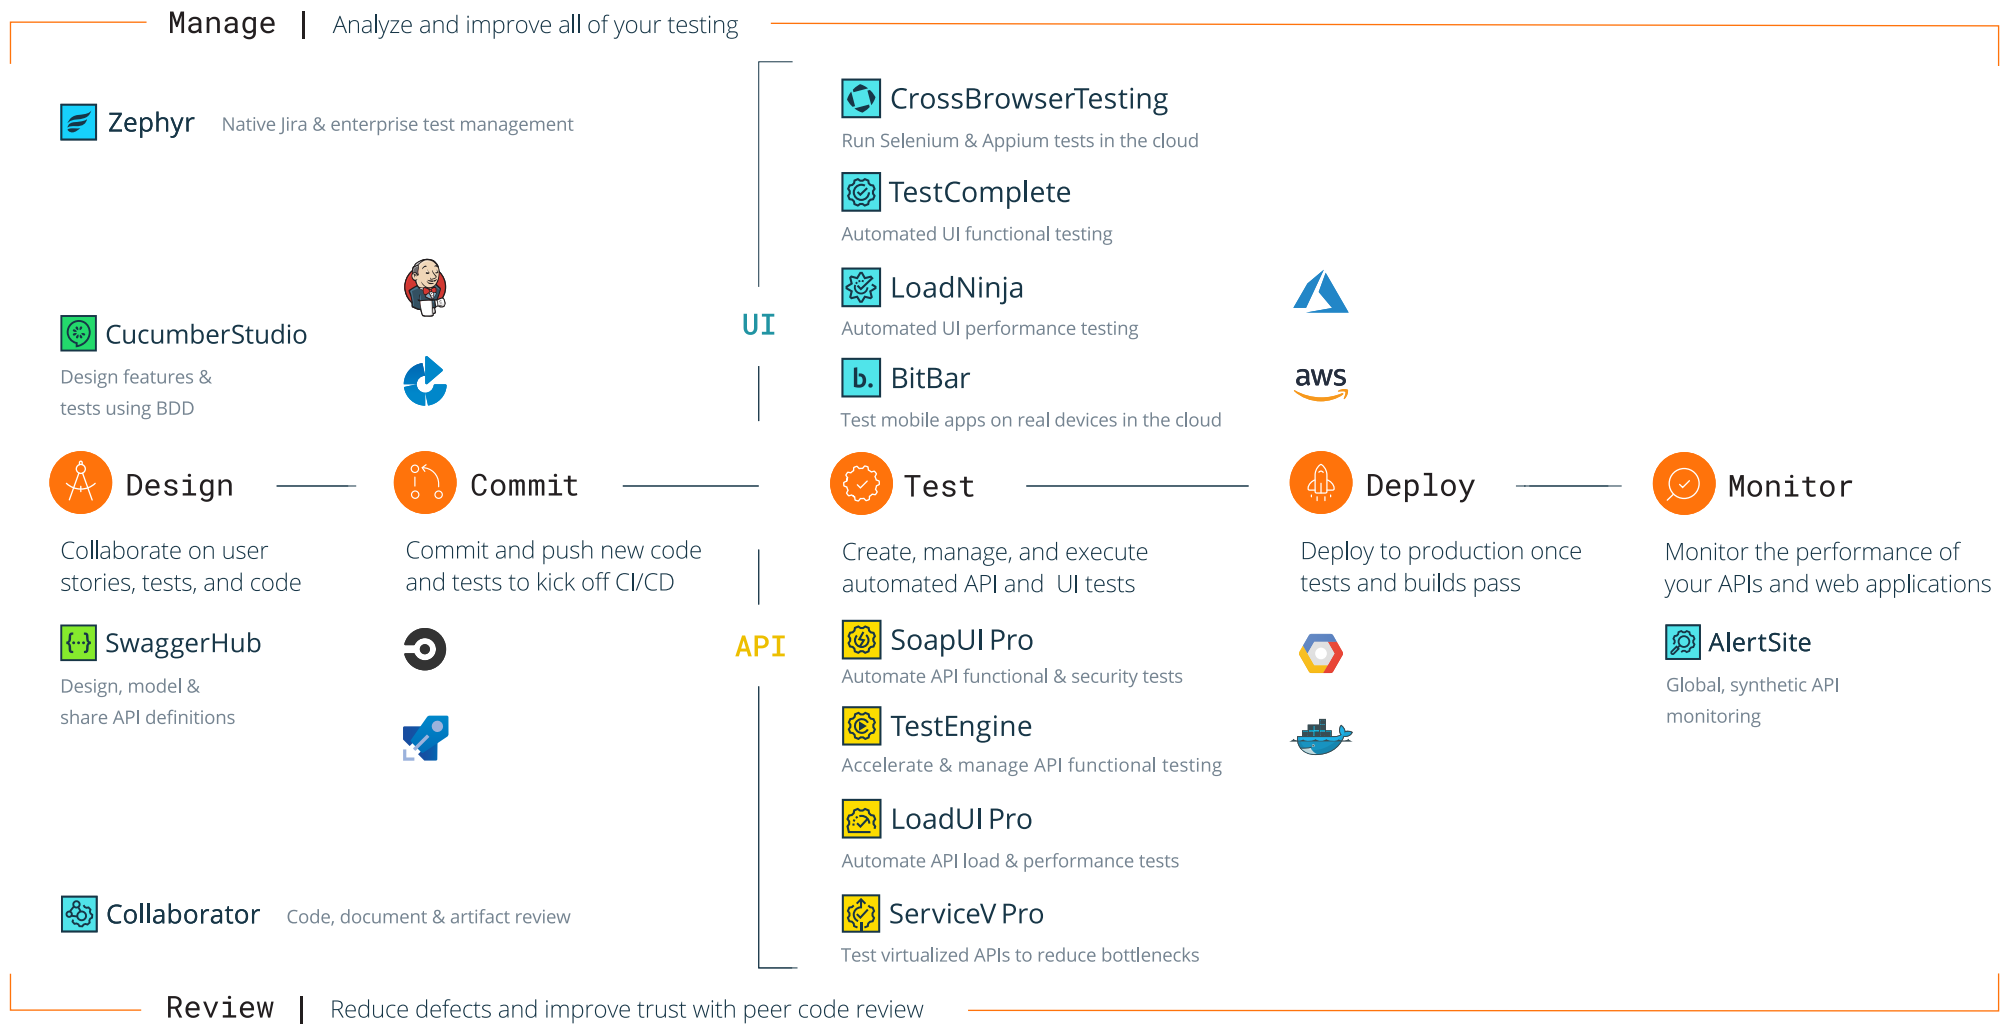 Manage | Analyze and improve all of your testing
Zephyr Native Jira & enterprise test management
CucumberStudio
Design features &
tests using BDD
UI
CrossBrowserTesting
Run Selenium & Appium tests in the cloud
TestComplete
Automated UI functional testing
LoadNinja
Automated UI performance testing
b. BitBar
Test mobile apps on real devices in the cloud
aws
Design
Collaborate on user
stories, tests, and code
Commit
Commit and push new code
and tests to kick off CI/CD
Test
Create, manage, and execute
automated API and UI tests
Deploy
Deploy to production once
tests and builds pass
Monitor
Monitor the performance of
your APIs and web applications
{··} SwaggerHub
Design, model &
share API definitions
API
SoapUI Pro
Automate API functional & security tests
TestEngine
Accelerate & manage API functional testing
LoadUI Pro
Automate API load & performance tests
ServiceV Pro
Test virtualized APIs to reduce bottlenecks
AlertSite
Global, synthetic API
monitoring
Collaborator Code, document & artifact review
Review | Reduce defects and improve trust with peer code review